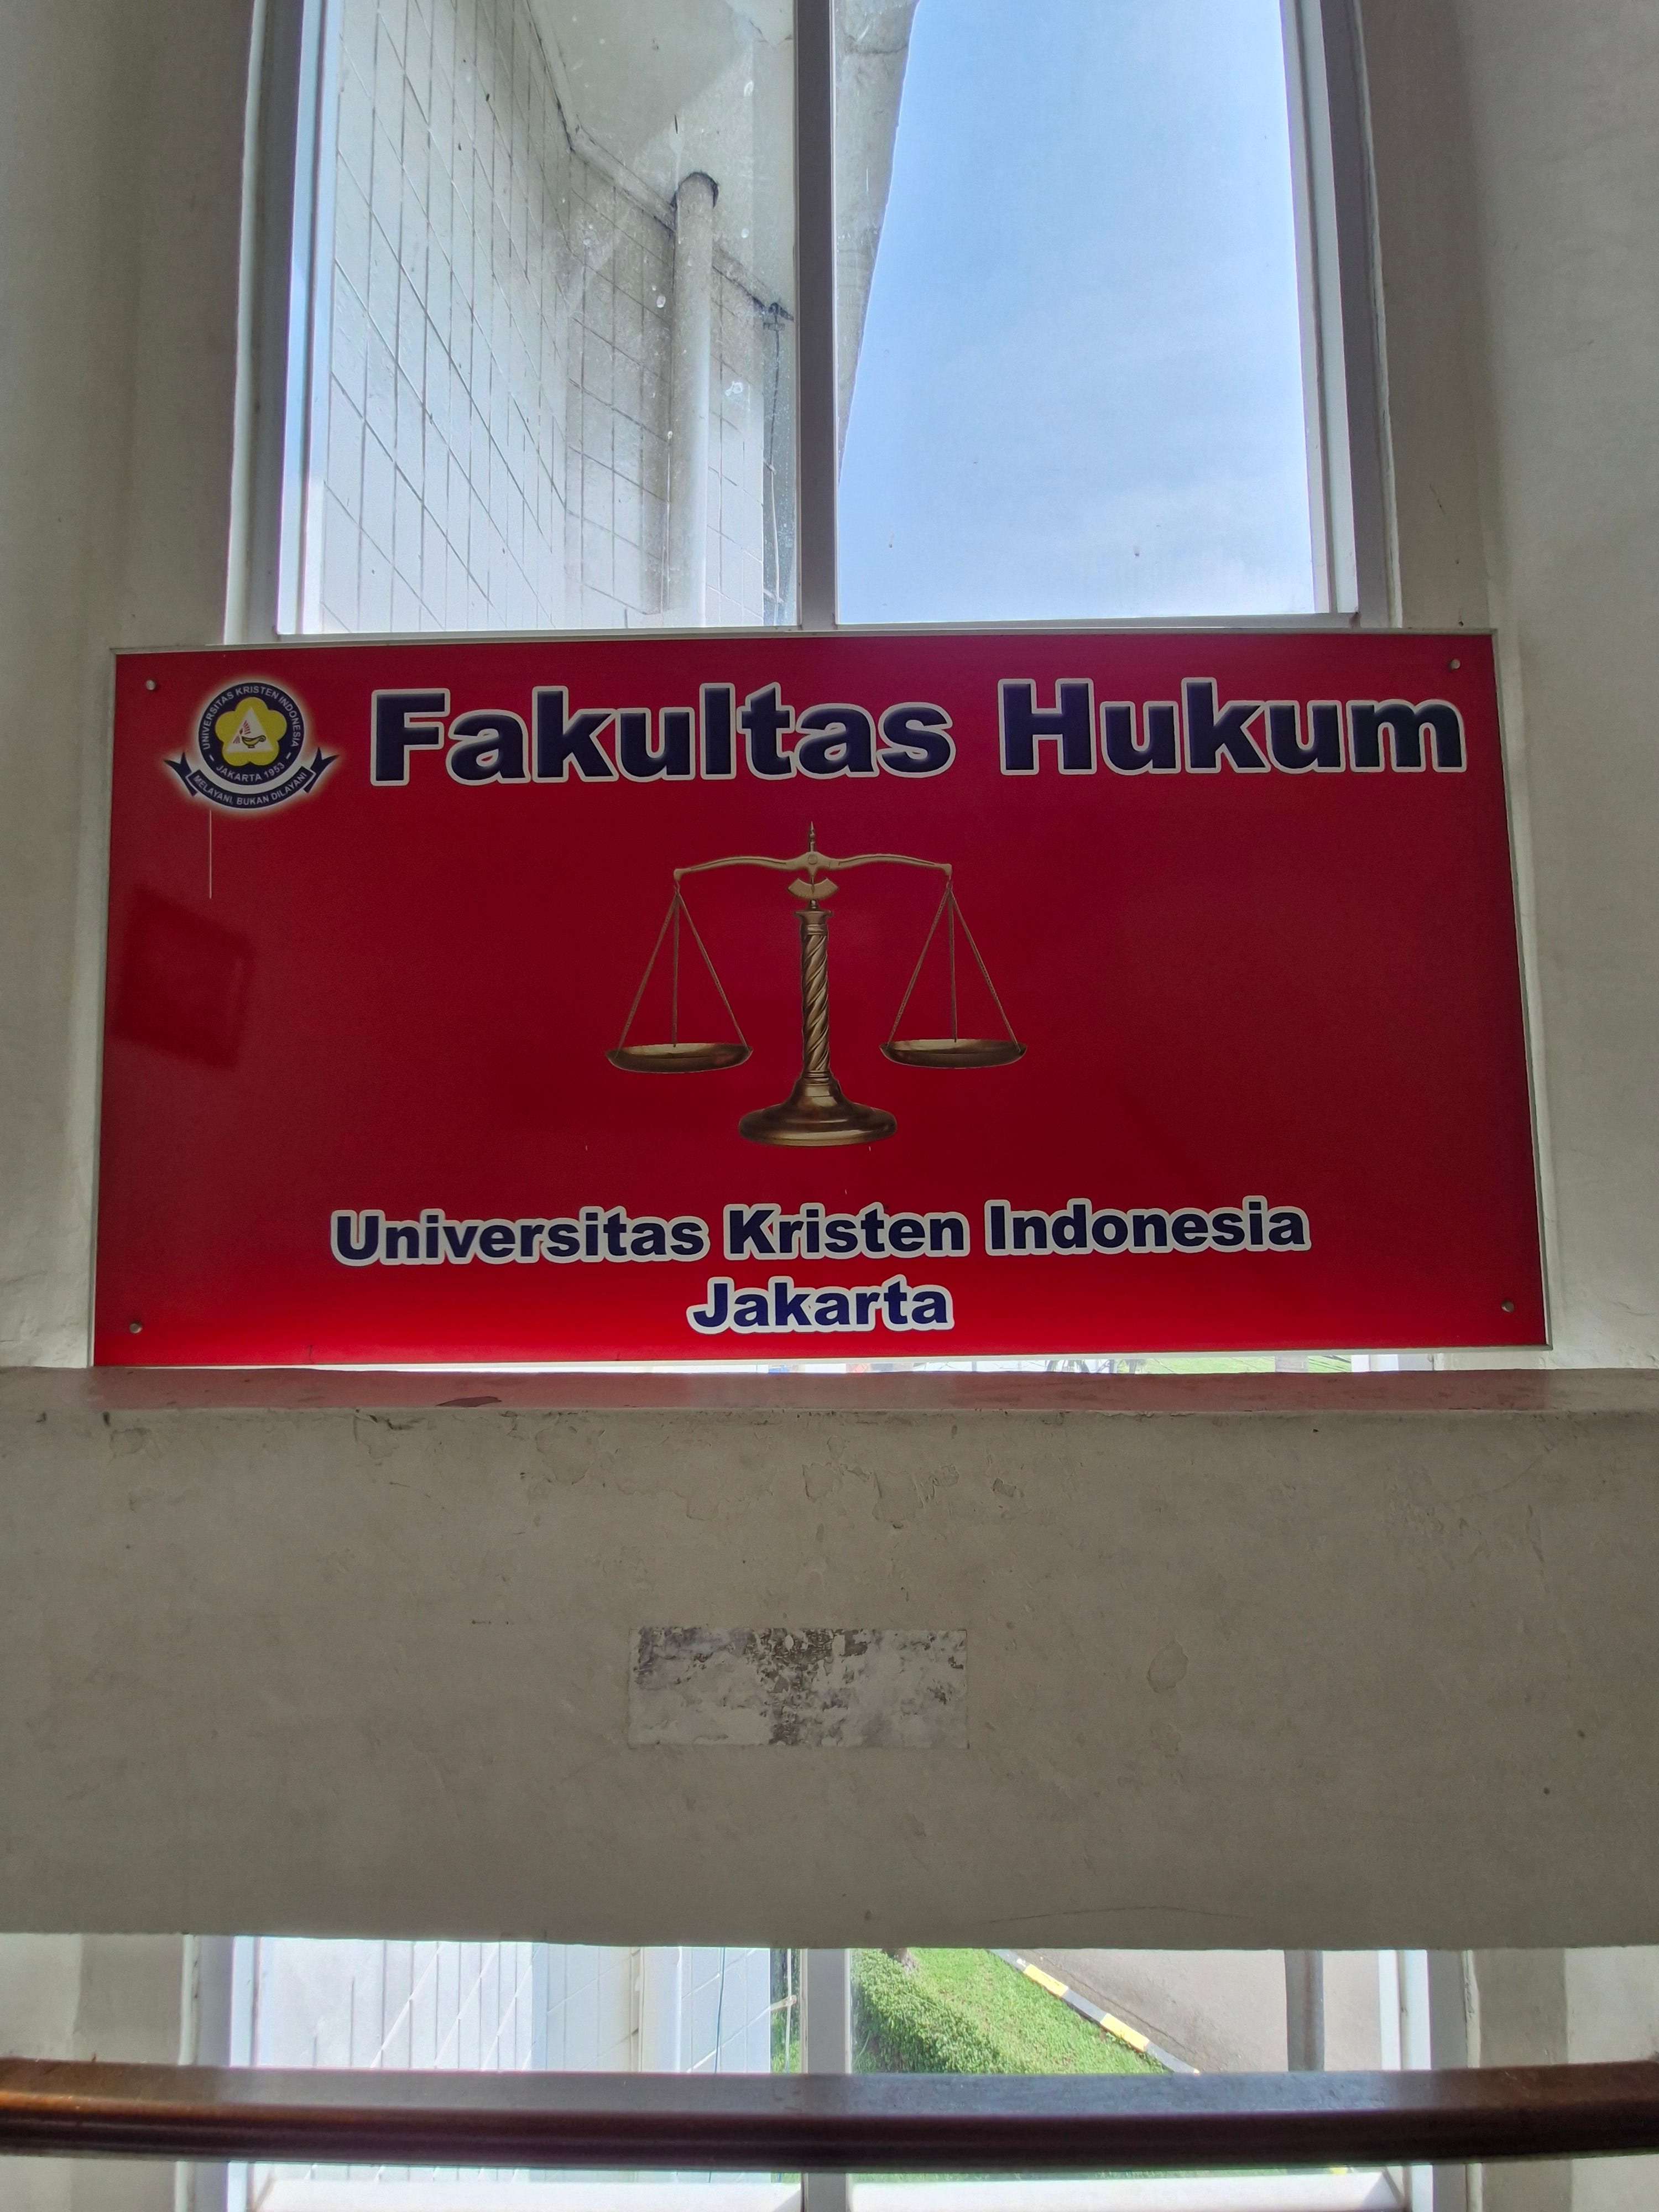 Fakultas Hukum
UNIVERSITAS KRISTEN INDONESIA
JAKARTA 1953
MELAYANI, BUKAN DILAYANI
Universitas Kristen Indonesia
Jakarta